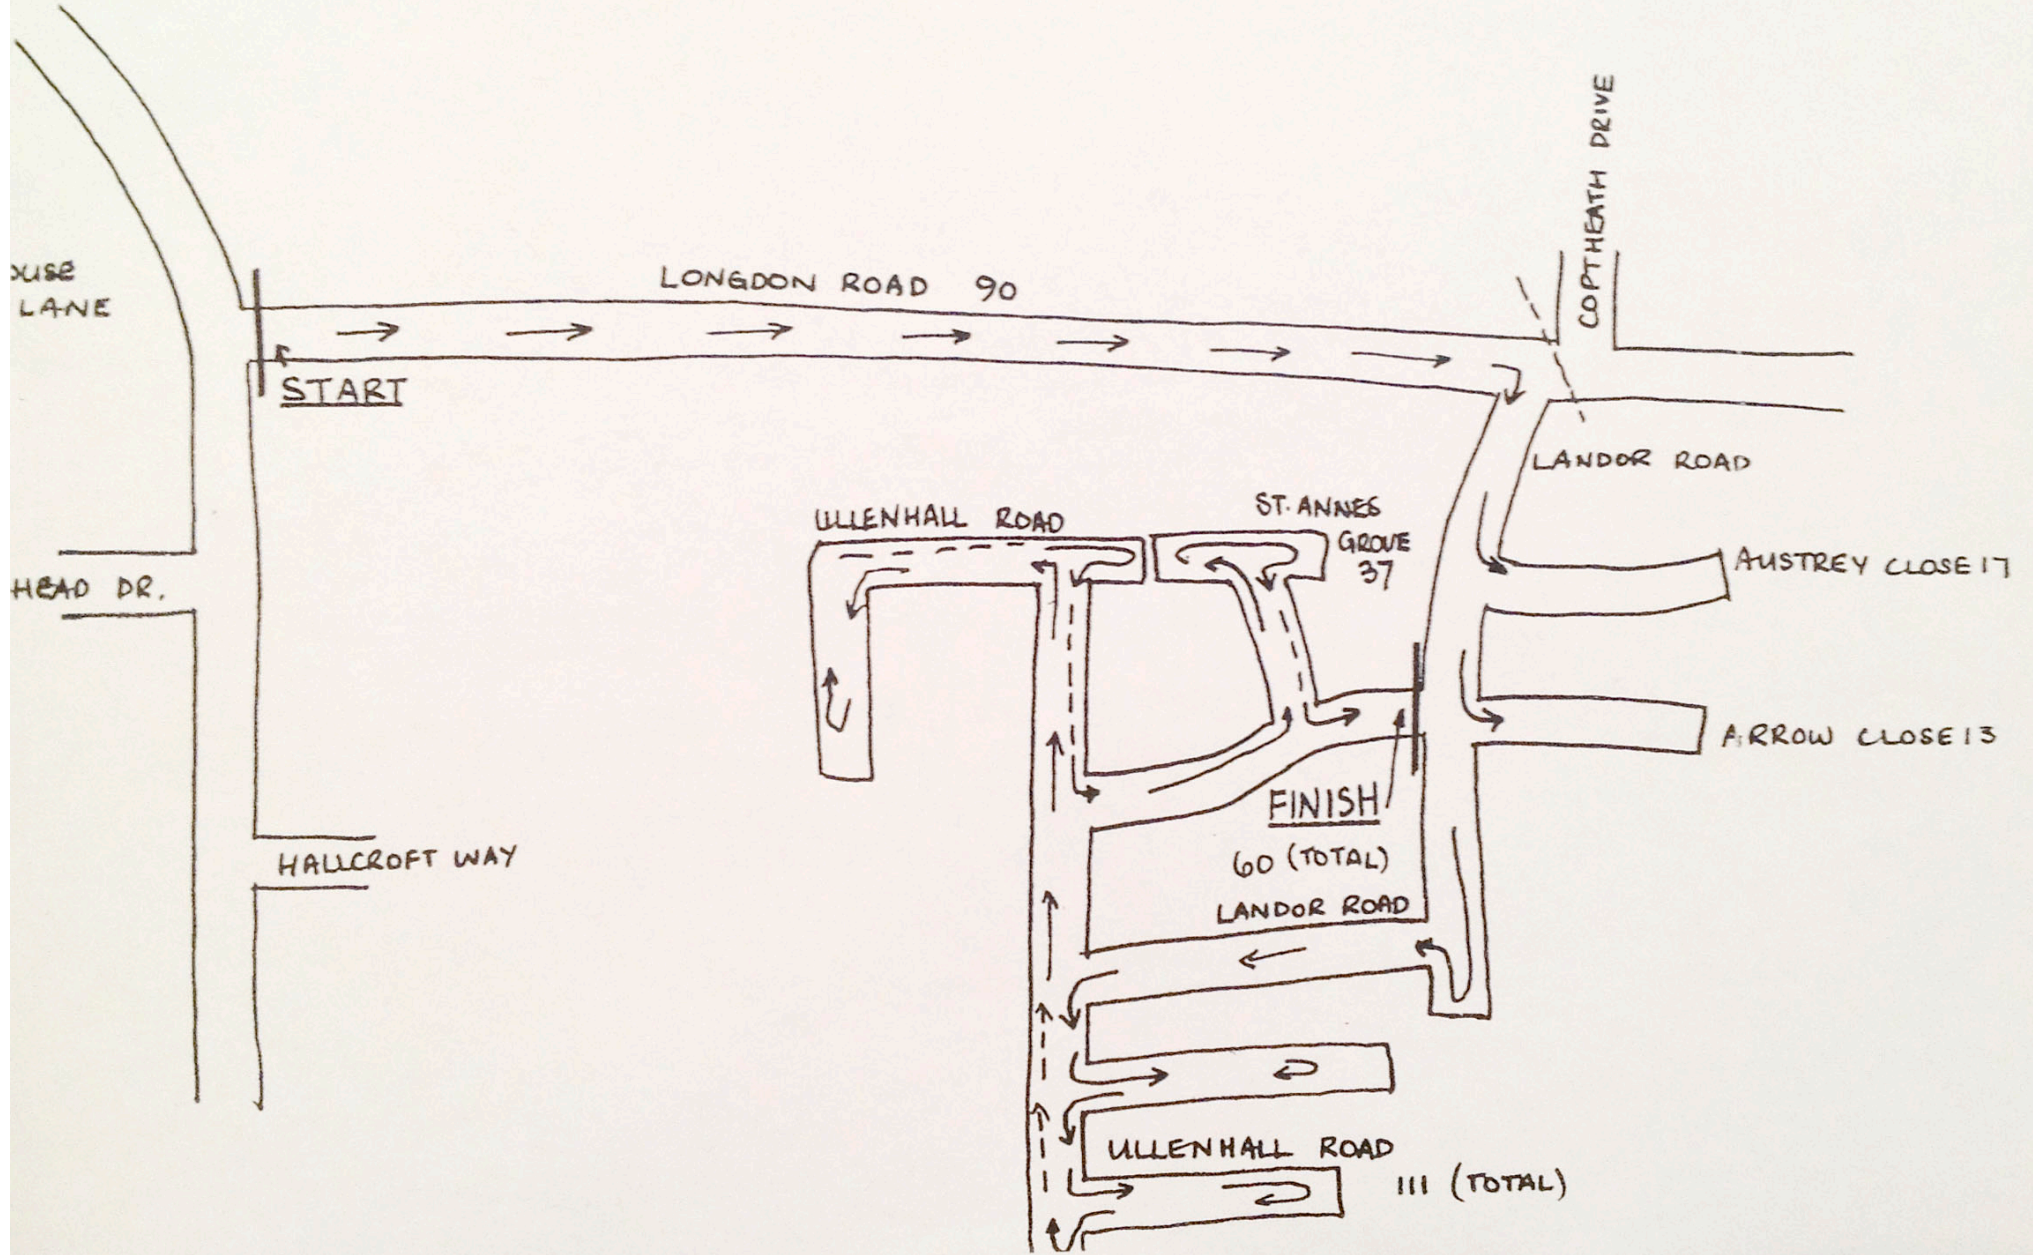 COPTHEATH DRIVE
LANE
LONGDON ROAD 90
START
LANDOR ROAD
ULLENHALL ROAD
ST. ANNES
GROVE
37
AUSTREY CLOSE 17
HEAD DR.
ARROW CLOSE 13
FINISH
HALLCROFT WAY
60 (TOTAL)
LANDOR ROAD
ULLENHALL ROAD
111 (TOTAL)